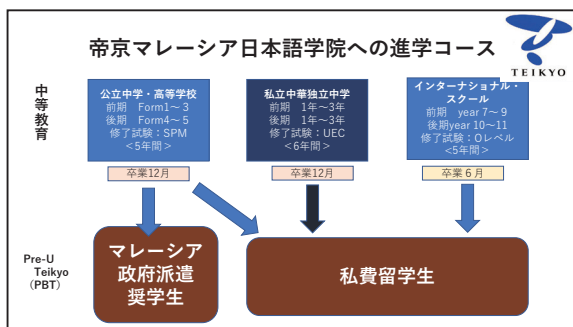 帝京マレーシア日本語学院への進学コース
TEIKYO
中等教育
公立中学・高等学校
前期 Form1～3
後期 Form4～5
修了試験：SPM
<5年間>
卒業12月
私立中華独立中学
前期 1年～3年
後期 1年～3年
修了試験：UEC
<6年間>
卒業12月
インターナショナル・
スクール
前期 year 7～9
後期year 10～11
修了試験：Oレベル
<5年間>
卒業６月
Pre-U
Teikyo
（PBT）
マレーシア
政府派遣
奨学生
私費留学生